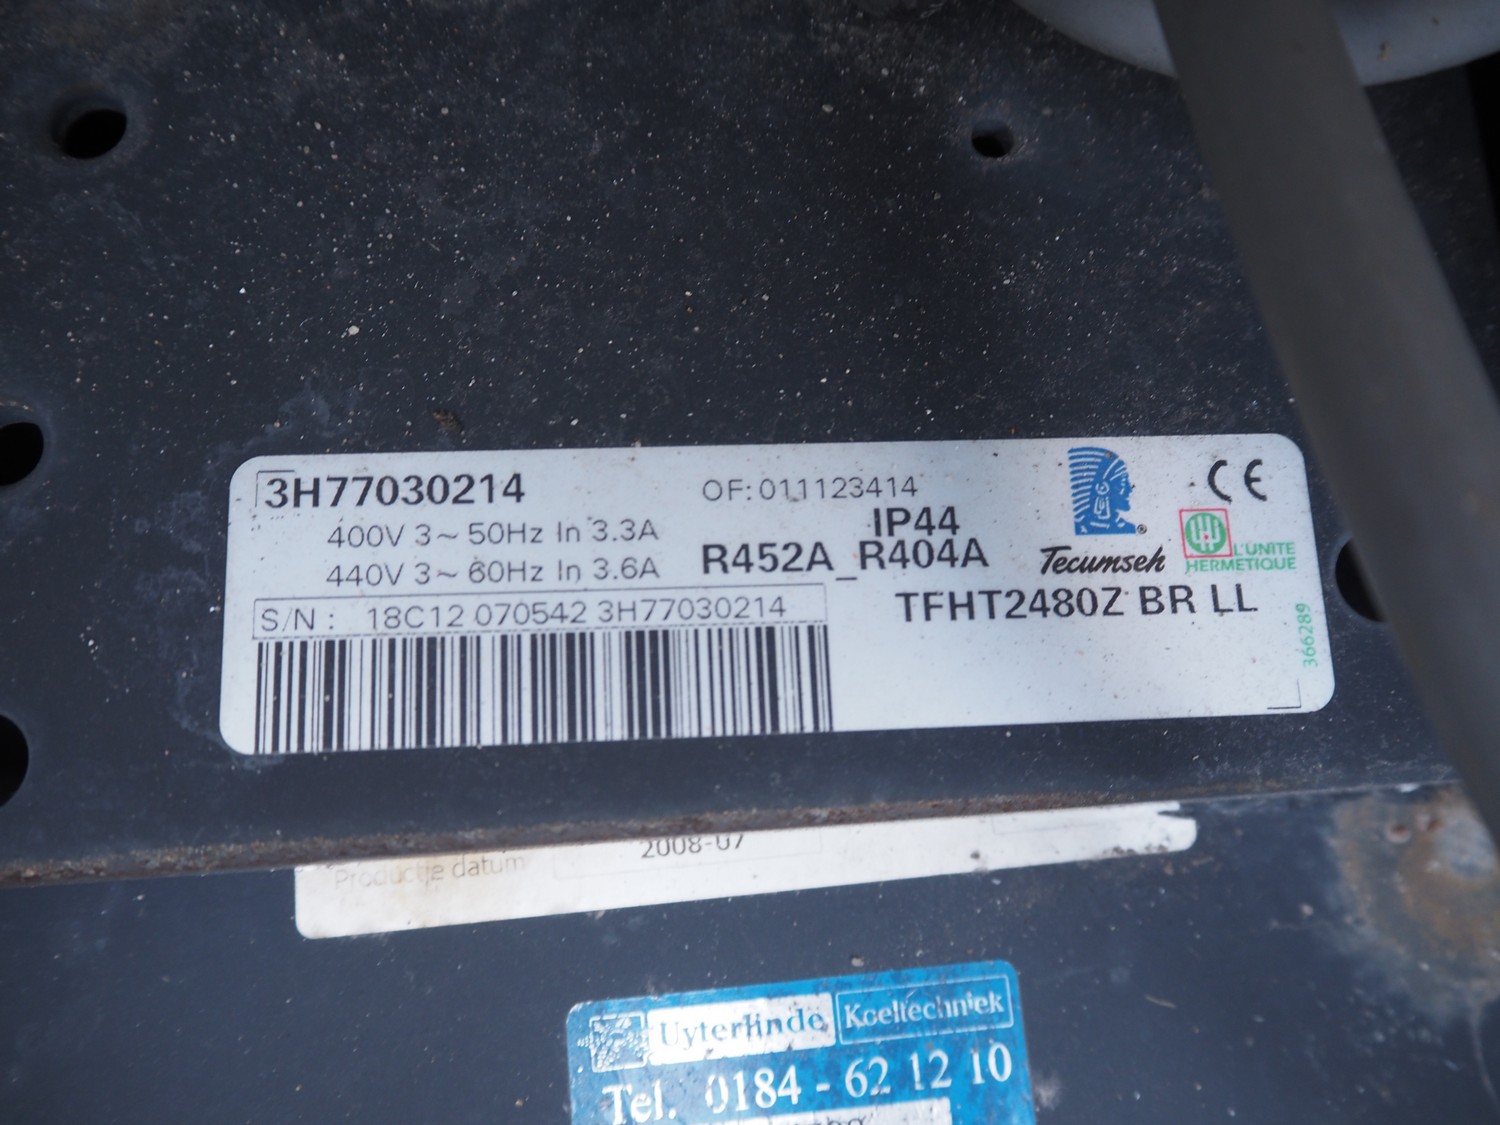 3H77030214
OF: 011123414
400V 3~ 50Hz In 3.3A
IP44
440V 3~ 60Hz In 3.6A
R452A_R404A
Tecumseh ®
CE
L'UNITE
HERMETIQUE
S/N : 18C12 070542 3H77030214
TFHT2480Z BR LL
366289
Productie datum 2008-07
Uyterlinde Koeltechniek
Tel. 0184 - 62 12 10